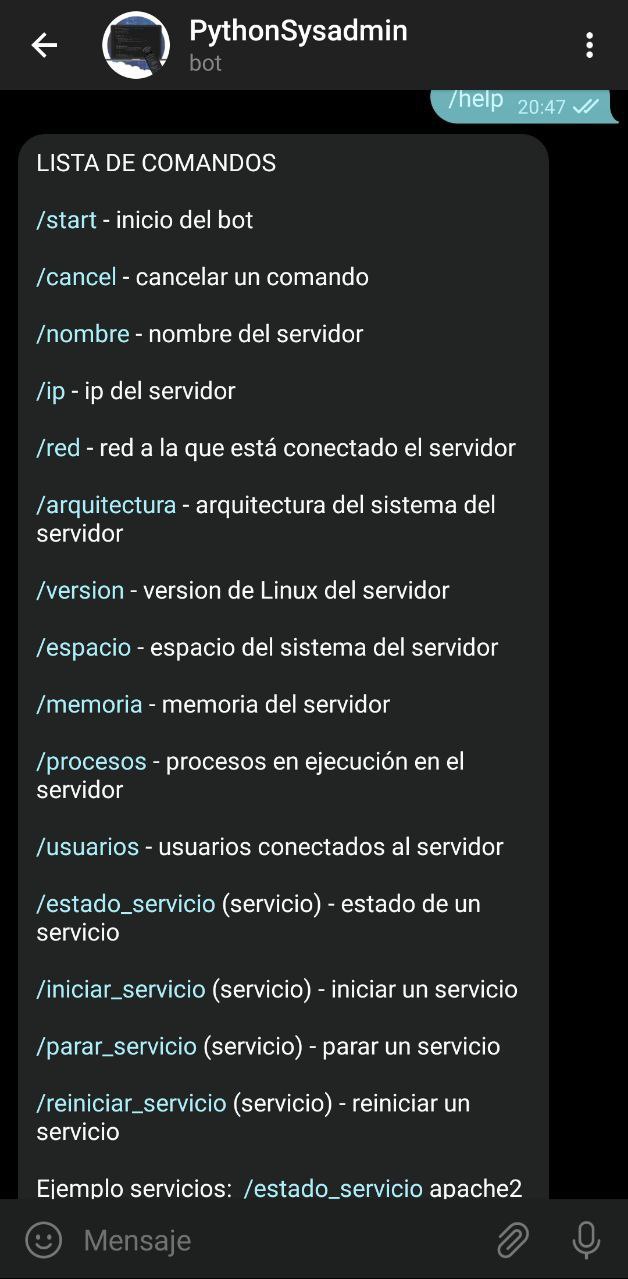 PythonSysadmin
bot
/help 20:47
LISTA DE COMANDOS
/start - inicio del bot
/cancel - cancelar un comando
/nombre - nombre del servidor
/ip - ip del servidor
/red - red a la que está conectado el servidor
/arquitectura - arquitectura del sistema del
servidor
/version - version de Linux del servidor
/espacio - espacio del sistema del servidor
/memoria - memoria del servidor
/procesos - procesos en ejecución en el
servidor
/usuarios - usuarios conectados al servidor
/estado_servicio (servicio) - estado de un
servicio
/iniciar_servicio (servicio) - iniciar un servicio
/parar_servicio (servicio) - parar un servicio
/reiniciar_servicio (servicio) - reiniciar un
servicio
Ejemplo servicios: /estado_servicio apache2
Mensaje